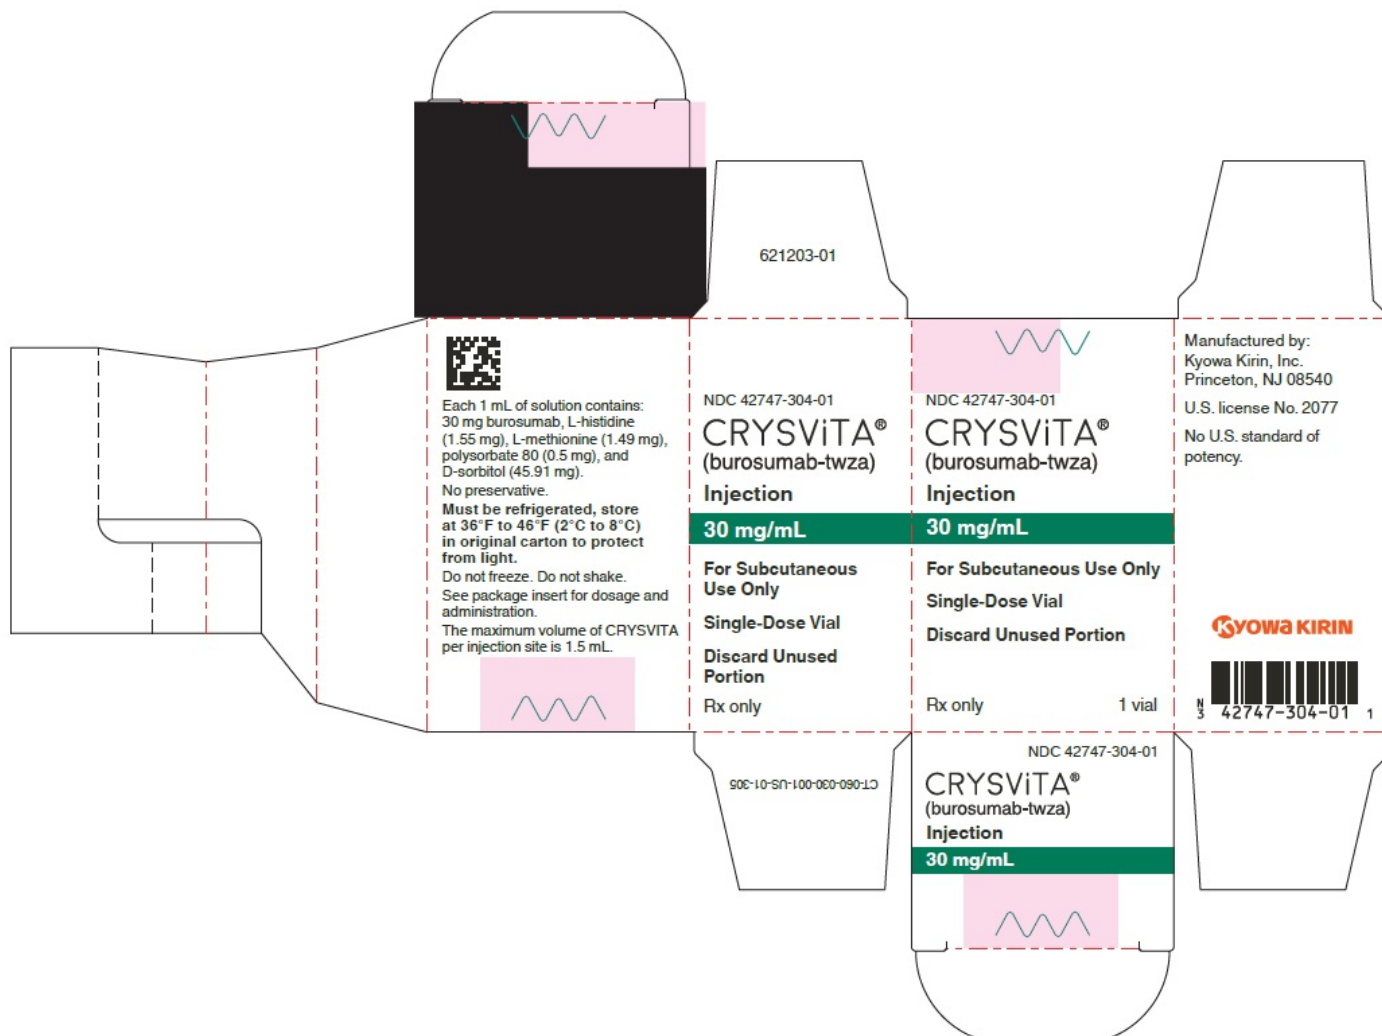 621203-01
Each 1 mL of solution contains:
30 mg burosumab, L-histidine
(1.55 mg), L-methionine (1.49 mg),
polysorbate 80 (0.5 mg), and
D-sorbitol (45.91 mg).
No preservative.
Must be refrigerated, store
at 36°F to 46°F (2°C to 8°C)
in original carton to protect
from light.
Do not freeze. Do not shake.
See package insert for dosage and
administration.
The maximum volume of CRYSVITA
per injection site is 1.5 mL.
NDC 42747-304-01
CRYSViTA®
(burosumab-twza)
Injection
30 mg/mL
For Subcutaneous
Use Only
Single-Dose Vial
Discard Unused
Portion
Rx only
CT-060-030-001-US-01-305
NDC 42747-304-01
CRYSViTA®
(burosumab-twza)
Injection
30 mg/mL
For Subcutaneous Use Only
Single-Dose Vial
Discard Unused Portion
Rx only 1 vial
NDC 42747-304-01
CRYSViTA®
(burosumab-twza)
Injection
30 mg/mL
Manufactured by:
Kyowa Kirin, Inc.
Princeton, NJ 08540
U.S. license No. 2077
No U.S. standard of
potency.
KYOWA KIRIN
N
3 42747-304-01 1